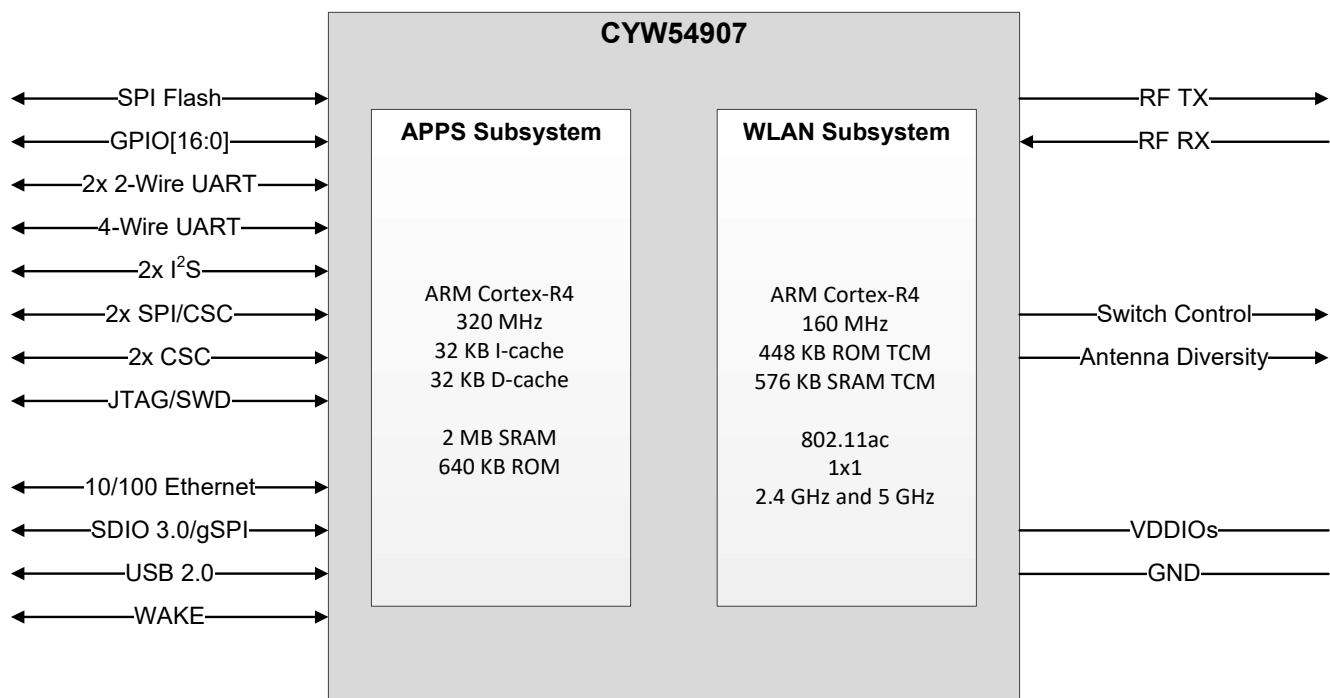 CYW54907
SPI Flash
GPIO[16:0]
2x 2-Wire UART
4-Wire UART
2x I²S
2x SPI/CSC
2x CSC
JTAG/SWD
10/100 Ethernet
SDIO 3.0/gSPI
USB 2.0
WAKE
APPS Subsystem
ARM Cortex-R4
320 MHz
32 KB I-cache
32 KB D-cache
2 MB SRAM
640 KB ROM
WLAN Subsystem
ARM Cortex-R4
160 MHz
448 KB ROM TCM
576 KB SRAM TCM
802.11ac
1x1
2.4 GHz and 5 GHz
RF TX
RF RX
Switch Control
Antenna Diversity
VDDIOs
GND